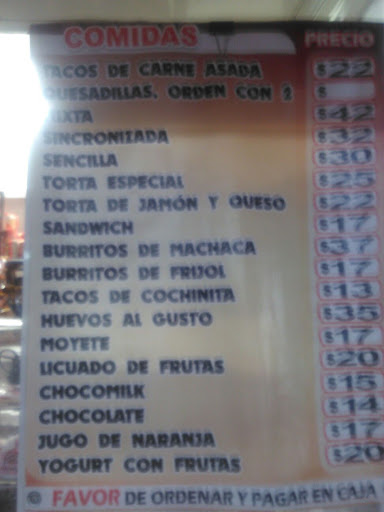 COMIDAS PRECIO
TACOS DE CARNE ASADA $22
QUESADILLAS, ORDEN CON 2 $
MIXTA $42
SINCRONIZADA $32
SENCILLA $30
TORTA ESPECIAL $25
TORTA DE JAMÓN Y QUESO $22
SANDWICH $17
BURRITOS DE MACHACA $37
BURRITOS DE FRIJOL $17
TACOS DE COCHINITA $13
HUEVOS AL GUSTO $35
MOYETE $17
LICUADO DE FRUTAS $20
CHOCOMILK $15
CHOCOLATE $14
JUGO DE NARANJA $17
YOGURT CON FRUTAS $20
FAVOR DE ORDENAR Y PAGAR EN CAJA